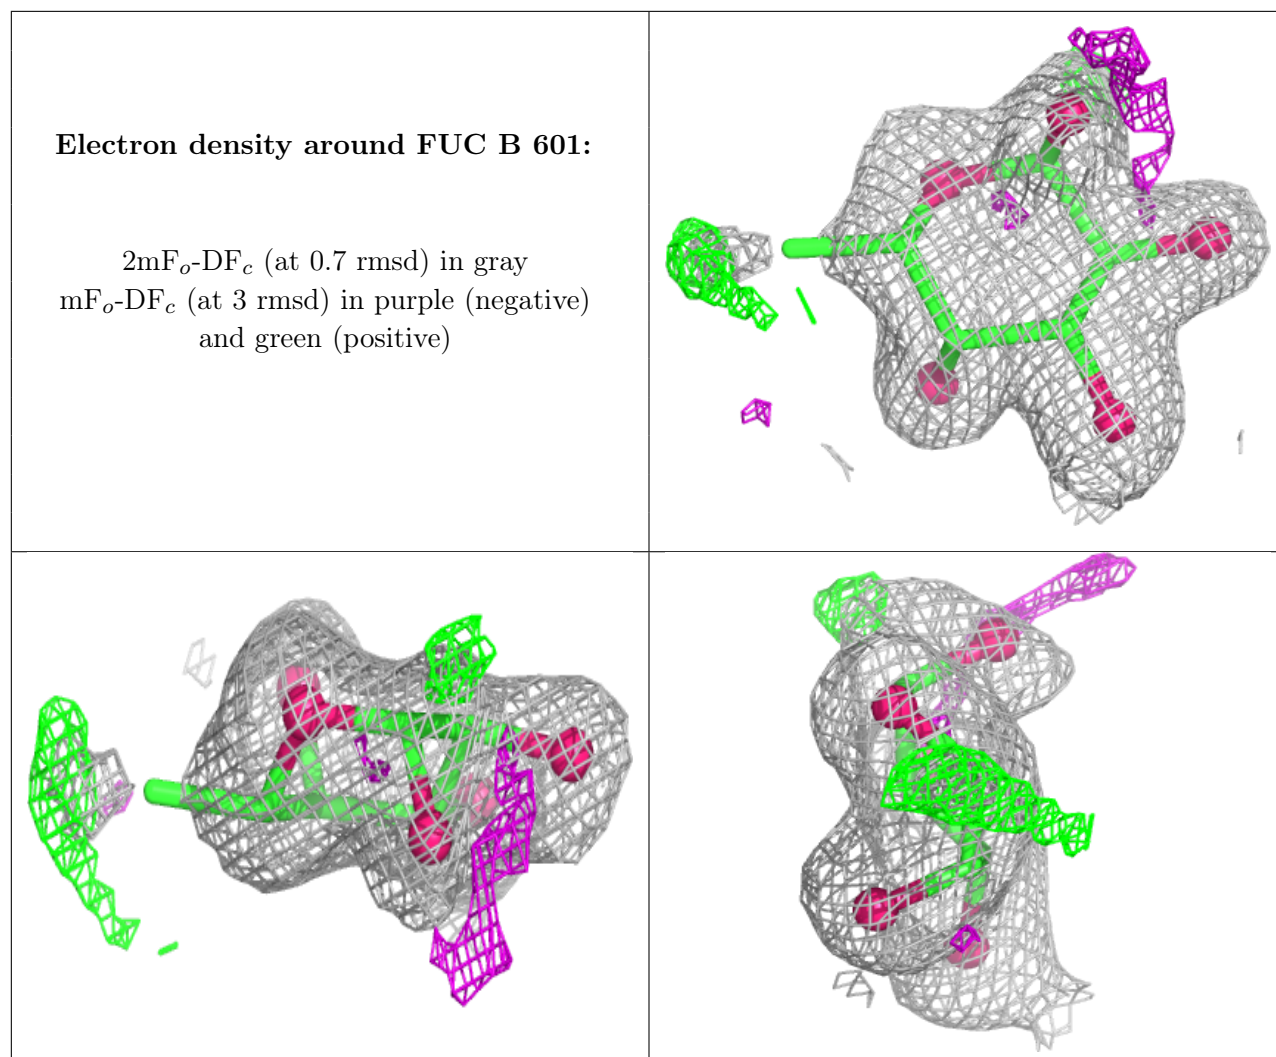 Electron density around FUC B 601:
2mFo-DFc (at 0.7 rmsd) in gray
mFo-DFc (at 3 rmsd) in purple (negative)
and green (positive)